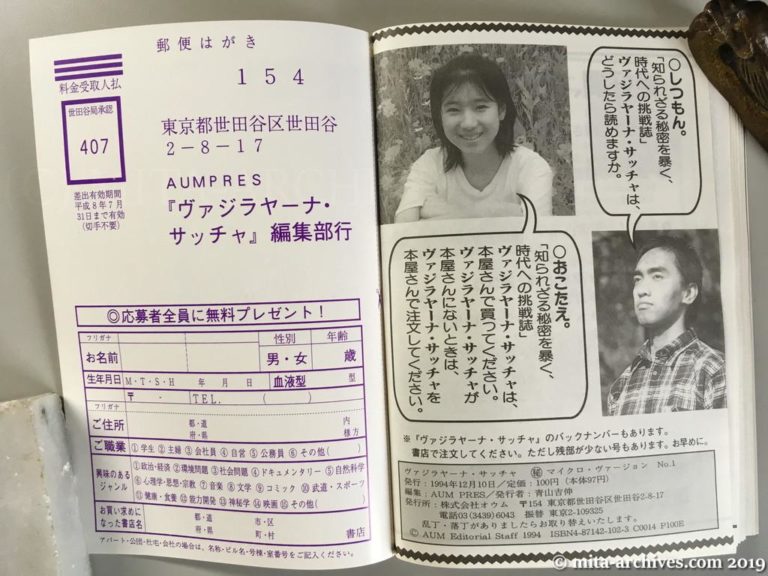 郵便はがき
154
料金受取人払
世田谷局承認
407
差出有効期間
平成8年7月
31日まで有効
(切手不要)
東京都世田谷区世田谷
2-8-17
AUMPRES
『ヴァジラヤーナ・
サッチャ』編集部行
◎応募者全員に無料プレゼント!
フリガナ
お名前
性別
男・女
年齢
歳
生年月日
M・T・S・H 年 月 日
血液型
型
フリガナ
ご住所
〒 ・ TEL. ( )
都・道
府・県
内
様方
ご職業
①学生 ②主婦 ③会社員 ④自営 ⑤公務員 ⑥その他( )
興味のある
ジャンル
①政治・経済 ②環境問題 ③社会問題 ④ドキュメンタリー ⑤自然科学
⑥心理学・思想・宗教 ⑦音楽 ⑧文学 ⑨コミック ⑩武道・スポーツ
⑪健康・食養 ⑫能力開発 ⑬神秘学 ⑭映画 ⑮その他( )
お買い求めに
なった書店名
都・道
府・県
市・区
町・村
書店
アパート・公団・社宅・会社の場合は、名称・ビル名・号棟・室番号をご記入ください。
○しつもん。
「知られざる秘密を暴く、
時代への挑戦誌」
ヴァジラヤーナ・サッチャは、
どうしたら読めますか。
○おこたえ。
「知られざる秘密を暴く、
時代への挑戦誌」
ヴァジラヤーナ・サッチャは、
本屋さんで買ってください。
ヴァジラヤーナ・サッチャが
本屋さんにないときは、
ヴァジラヤーナ・サッチャを
本屋さんで注文してください。
※『ヴァジラヤーナ・サッチャ』のバックナンバーもあります。
書店で注文してください。ただし残部が少ない号もあります。お早めに。
ヴァジラヤーナ・サッチャ ㊙ マイクロ・ヴァージョン No.1
発行:1994年12月10日/定価:100円(本体97円)
編集:AUM PRES/発行者:青山吉伸
発行所:株式会社オウム 〒154 東京都世田谷区世田谷2-8-17
電話03(3439)6043 振替 東京2-109325
乱丁・落丁がありましたらお取り替えいたします。
© AUM Editorial Staff 1994 ISBN4-87142-102-3 C0014 P100E
© mita-archives.com 2019